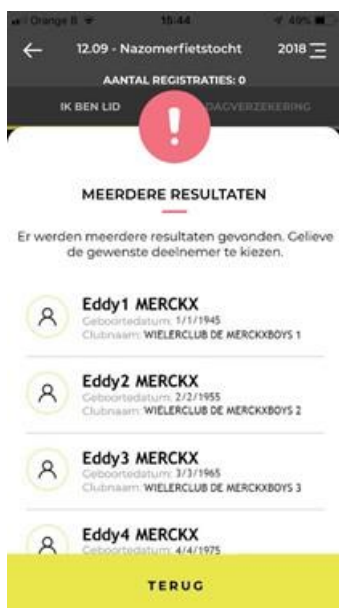 Orange B 15:44 49%
12.09 - Nazomerfietstocht 2018
AANTAL REGISTRATIES: 0
IK BEN LID DAGVERZEKERING
!
MEERDERE RESULTATEN
Er werden meerdere resultaten gevonden. Gelieve
de gewenste deelnemer te kiezen.
Eddy1 MERCKX
Geboortedatum: 1/1/1945
Clubnaam: WIELERCLUB DE MERCKXBOYS 1
Eddy2 MERCKX
Geboortedatum: 2/2/1955
Clubnaam: WIELERCLUB DE MERCKXBOYS 2
Eddy3 MERCKX
Geboortedatum: 3/3/1965
Clubnaam: WIELERCLUB DE MERCKXBOYS 3
Eddy4 MERCKX
Geboortedatum: 4/4/1975
TERUG